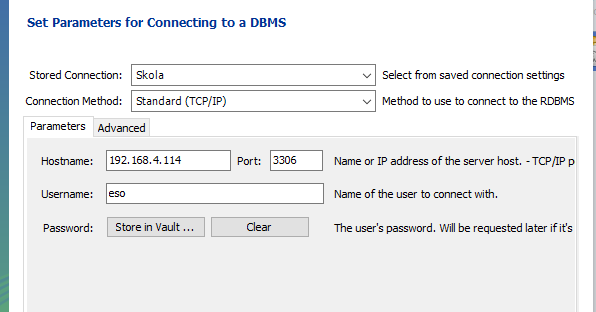 Set Parameters for Connecting to a DBMS
Stored Connection: Skola Select from saved connection settings
Connection Method: Standard (TCP/IP) Method to use to connect to the RDBMS
Parameters Advanced
Hostname: 192.168.4.114 Port: 3306 Name or IP address of the server host. - TCP/IP p
Username: eso Name of the user to connect with.
Password: Store in Vault ... Clear The user's password. Will be requested later if it's